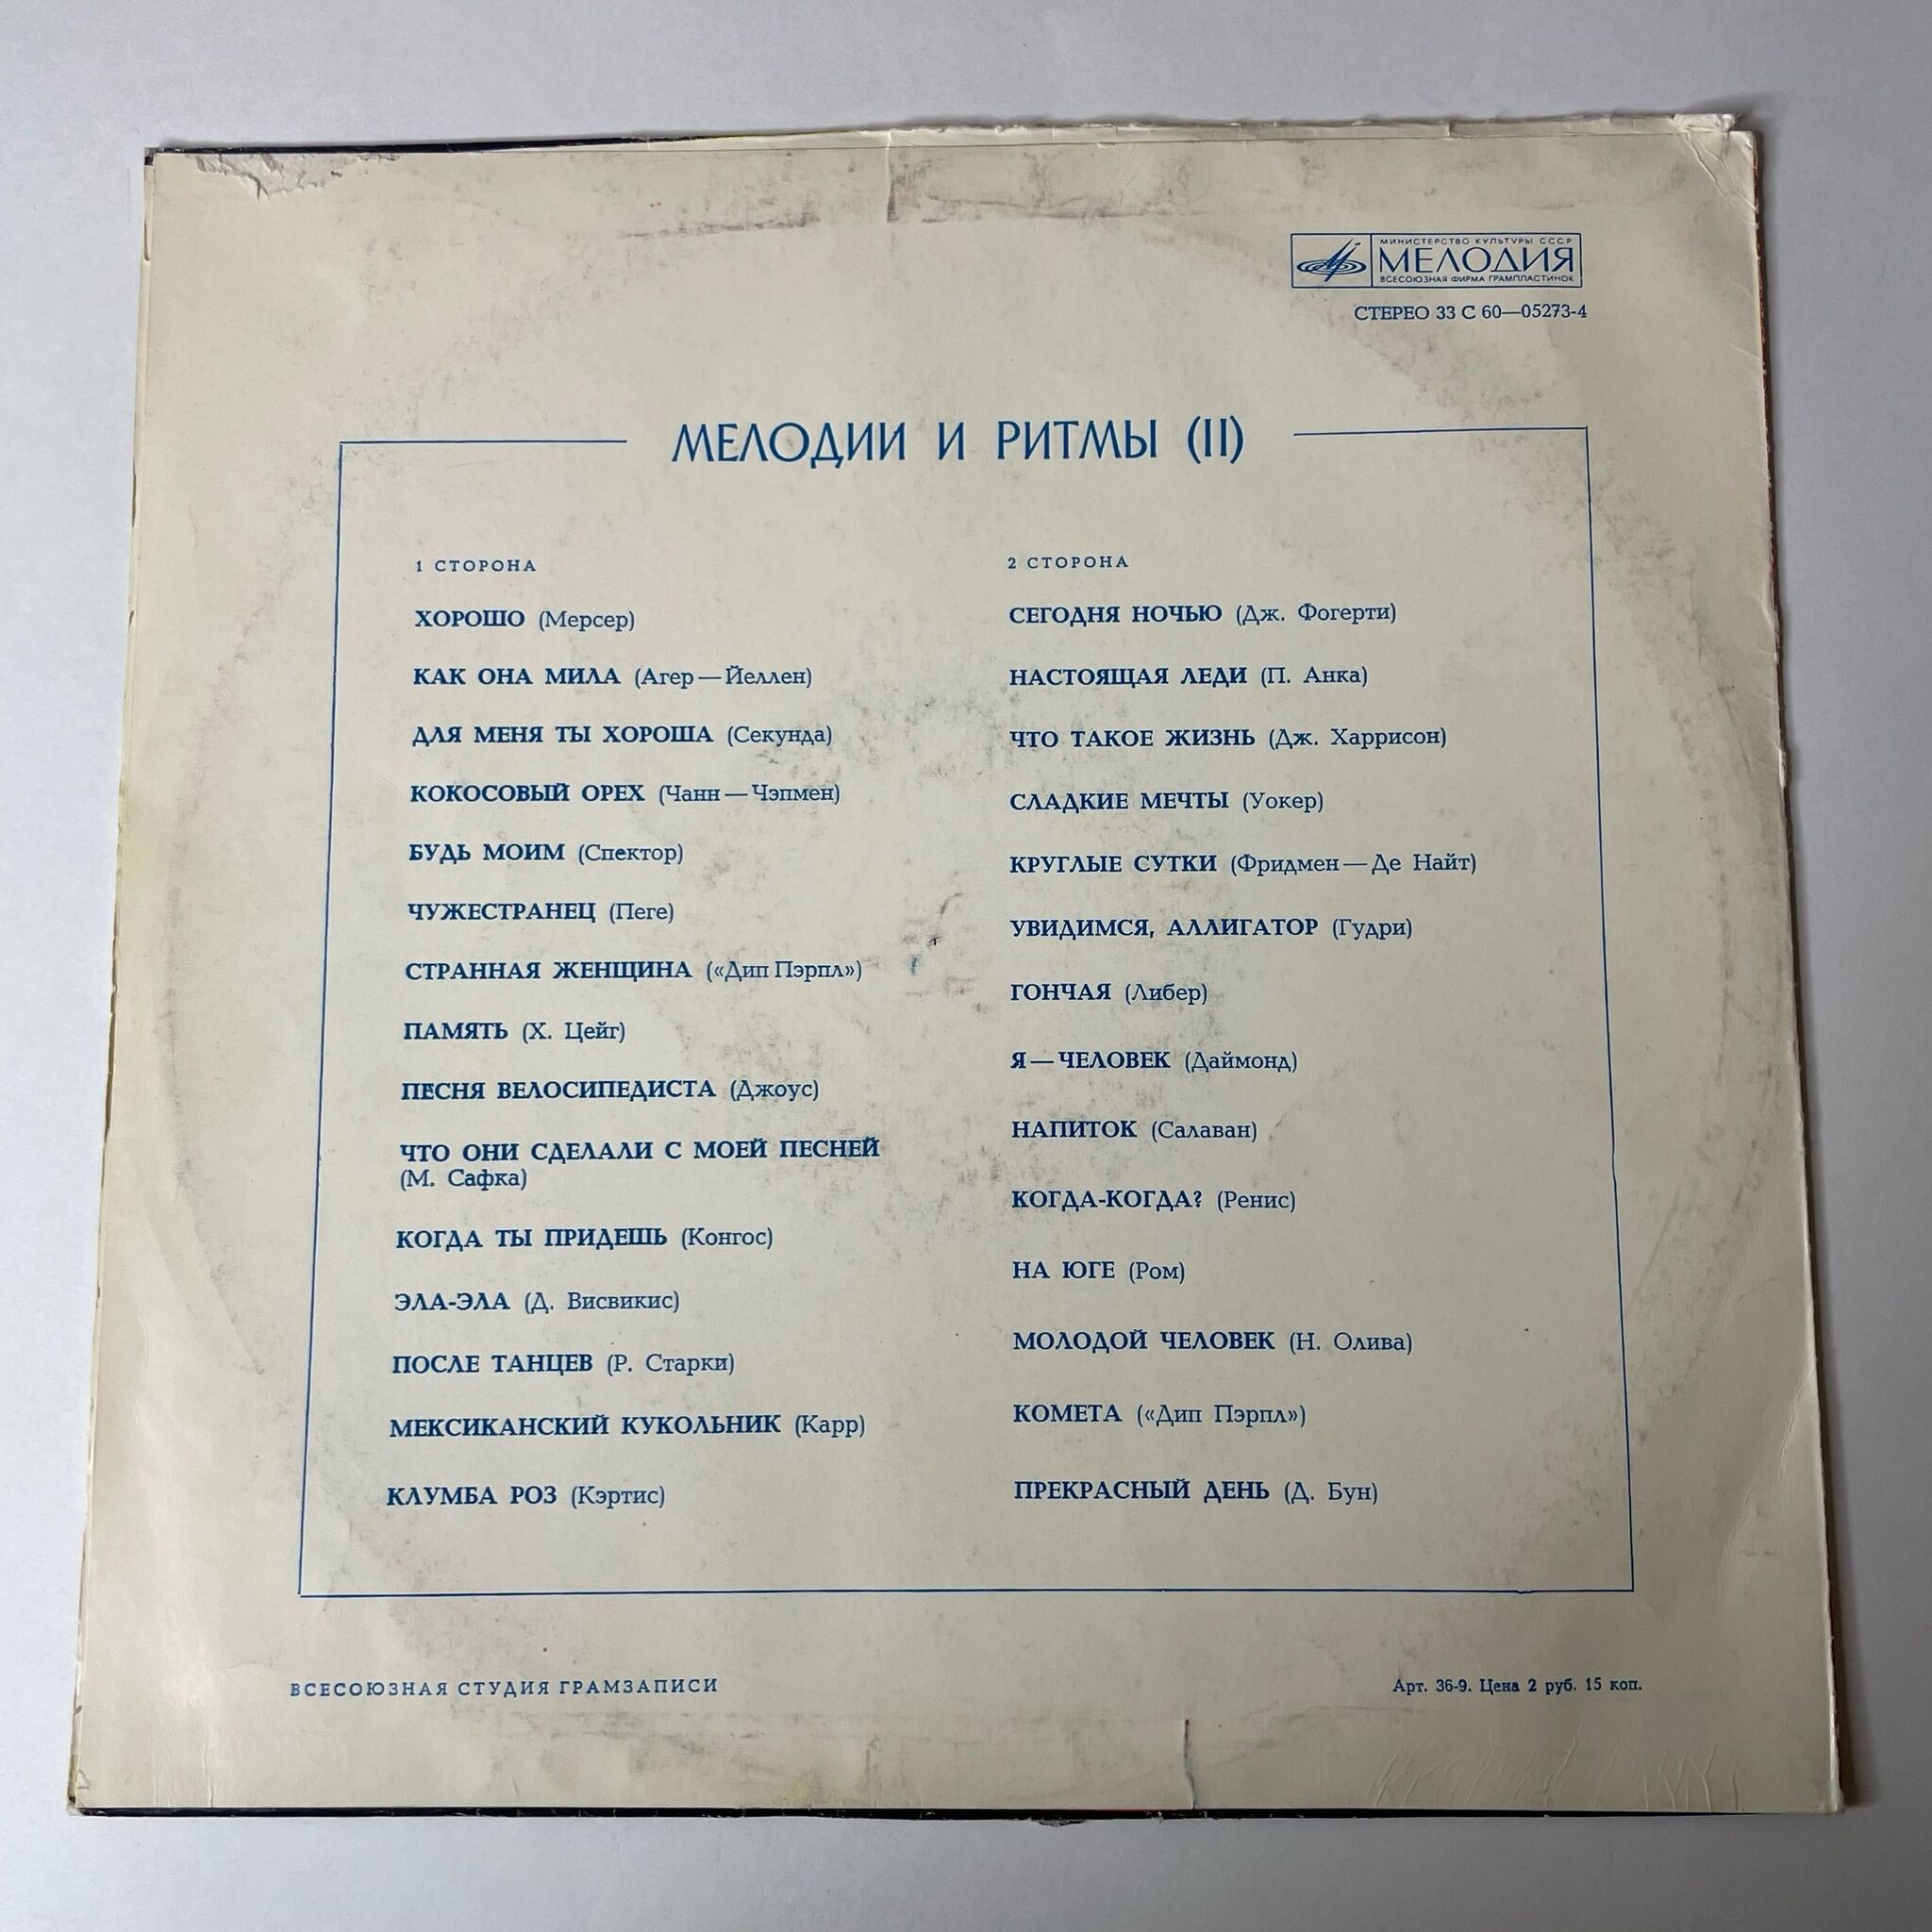 МИНИСТЕРСТВО КУЛЬТУРЫ СССР
МЕЛОДИЯ
ВСЕСОЮЗНАЯ ФИРМА ГРАМПЛАСТИНОК
СТЕРЕО 33 С 60—05273-4
МЕЛОДИИ И РИТМЫ (II)
1 СТОРОНА
ХОРОШО (Мерсер)
КАК ОНА МИЛА (Агер—Йеллен)
ДЛЯ МЕНЯ ТЫ ХОРОША (Секунда)
КОКОСОВЫЙ ОРЕХ (Чанн—Чэпмен)
БУДЬ МОИМ (Спектор)
ЧУЖЕСТРАНЕЦ (Пеге)
СТРАННАЯ ЖЕНЩИНА («Дип Пэрпл»)
ПАМЯТЬ (Х. Цейг)
ПЕСНЯ ВЕЛОСИПЕДИСТА (Джоус)
ЧТО ОНИ СДЕЛАЛИ С МОЕЙ ПЕСНЕЙ
(М. Сафка)
КОГДА ТЫ ПРИДЕШЬ (Конгос)
ЭЛА-ЭЛА (Д. Висвикис)
ПОСЛЕ ТАНЦЕВ (Р. Старки)
МЕКСИКАНСКИЙ КУКОЛЬНИК (Карр)
КЛУМБА РОЗ (Кэртис)
2 СТОРОНА
СЕГОДНЯ НОЧЬЮ (Дж. Фогерти)
НАСТОЯЩАЯ ЛЕДИ (П. Анка)
ЧТО ТАКОЕ ЖИЗНЬ (Дж. Харрисон)
СЛАДКИЕ МЕЧТЫ (Уокер)
КРУГЛЫЕ СУТКИ (Фридмен—Де Найт)
УВИДИМСЯ, АЛЛИГАТОР (Гудри)
ГОНЧАЯ (Либер)
Я—ЧЕЛОВЕК (Даймонд)
НАПИТОК (Салаван)
КОГДА-КОГДА? (Ренис)
НА ЮГЕ (Ром)
МОЛОДОЙ ЧЕЛОВЕК (Н. Олива)
КОМЕТА («Дип Пэрпл»)
ПРЕКРАСНЫЙ ДЕНЬ (Д. Бун)
ВСЕСОЮЗНАЯ СТУДИЯ ГРАМЗАПИСИ
Арт. 36-9. Цена 2 руб. 15 коп.